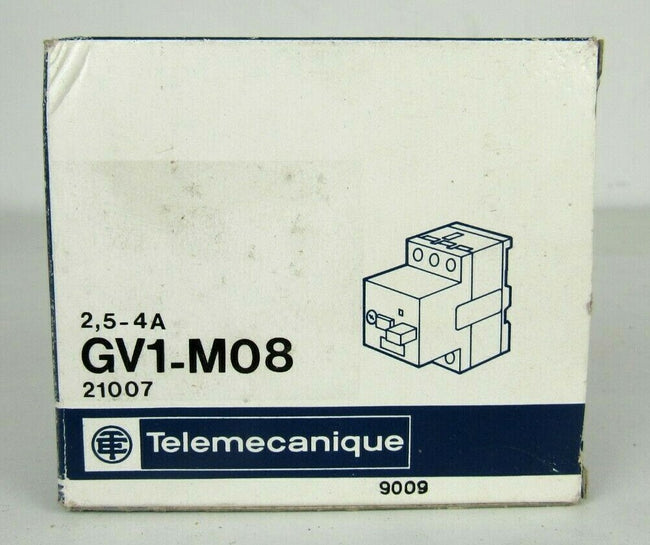 2,5-4A
GV1-M08
21007
Telemecanique
9009